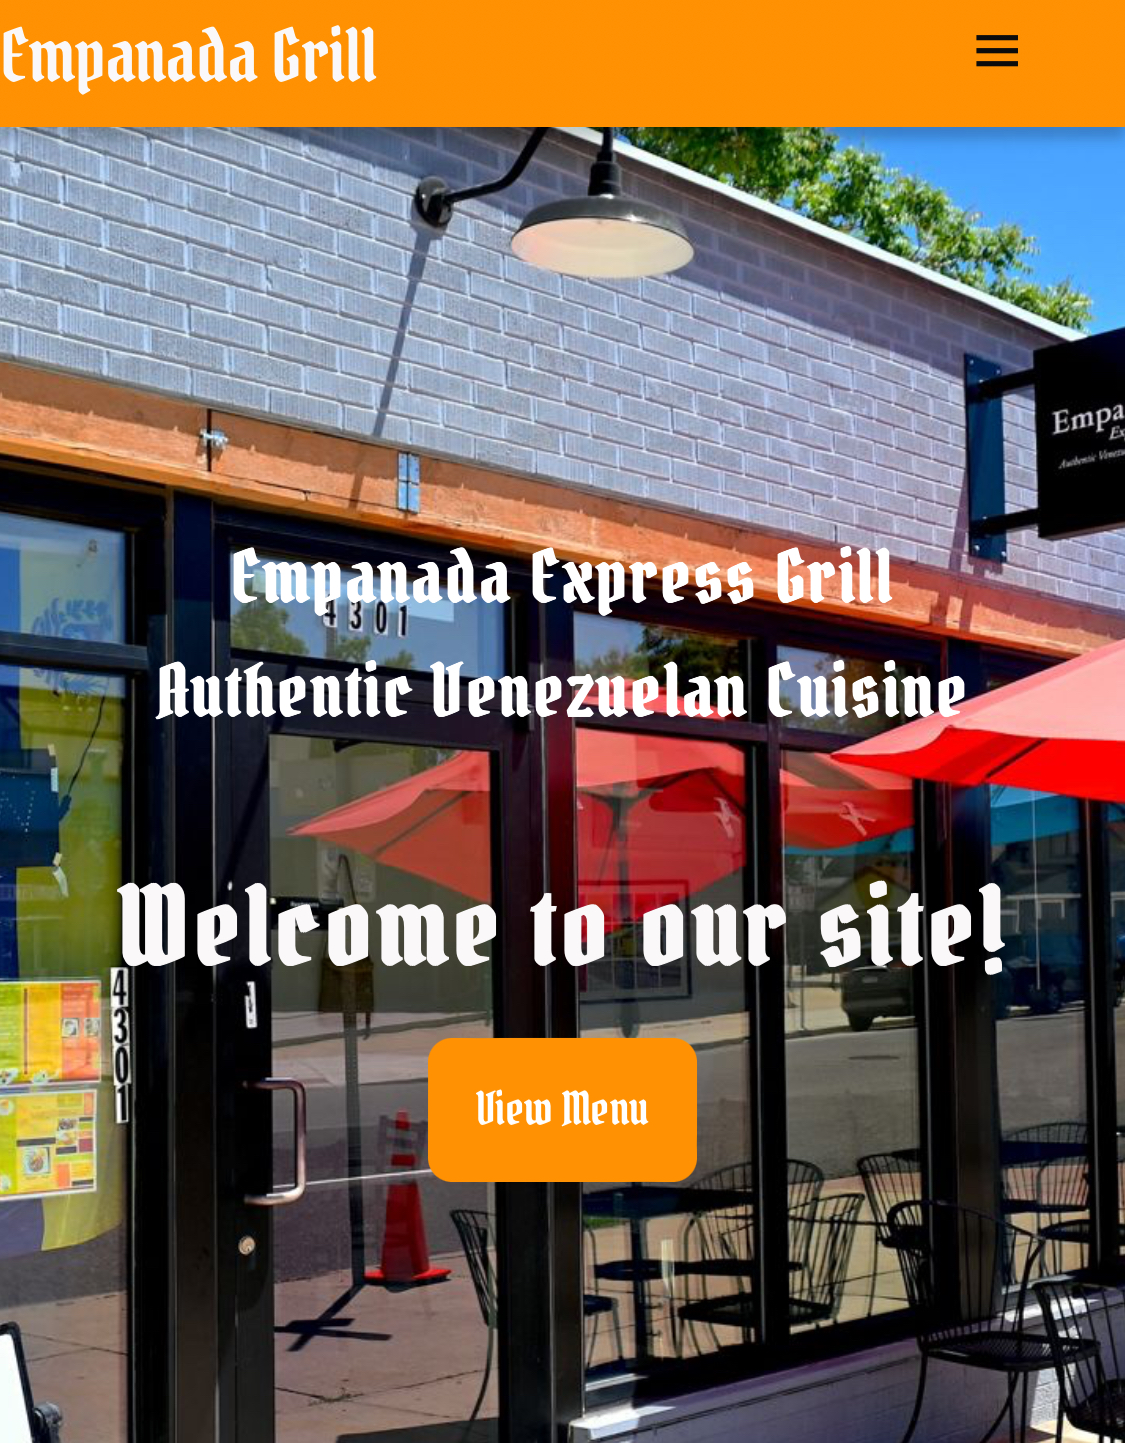 Empanada Grill
Empa
Ex
Authentic Venezu
Empanada Express Grill
4301
Authentic Venezuelan Cuisine
Welcome to our site!
4301
View Menu